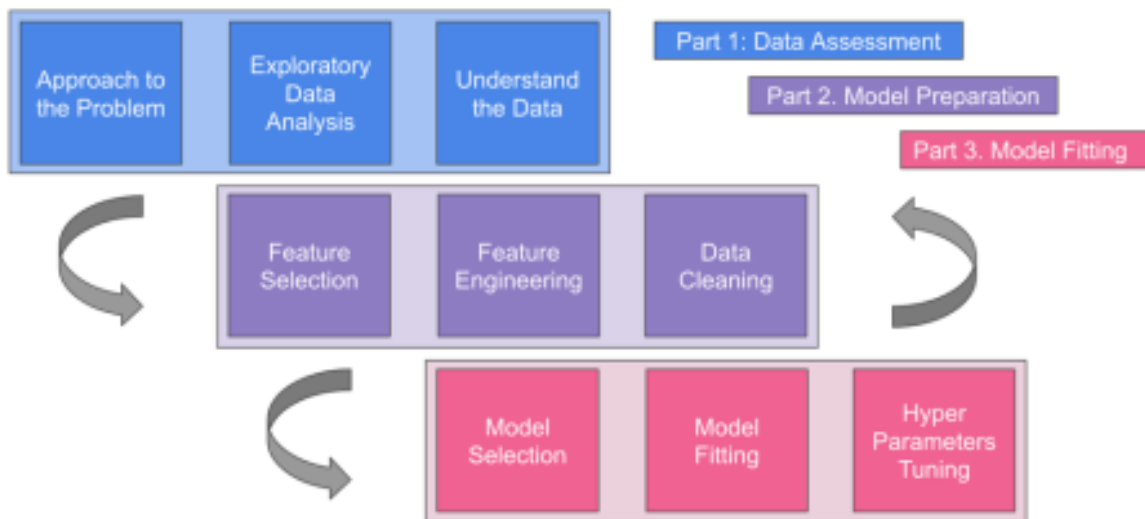 Approach to
the Problem
Exploratory
Data
Analysis
Understand
the Data
Part 1: Data Assessment
Part 2. Model Preparation
Part 3. Model Fitting
Feature
Selection
Feature
Engineering
Data
Cleaning
Model
Selection
Model
Fitting
Hyper
Parameters
Tuning